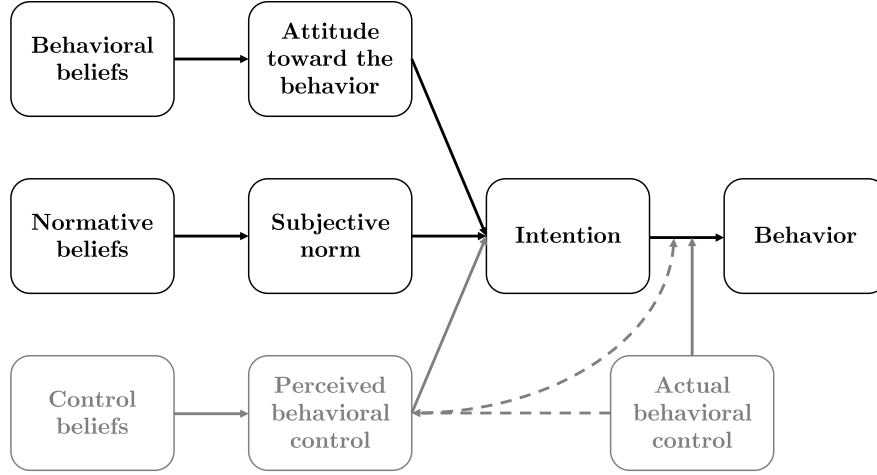 Behavioral
beliefs
Attitude
toward the
behavior
Normative
beliefs
Subjective
norm
Intention
Behavior
Control
beliefs
Perceived
behavioral
control
Actual
behavioral
control